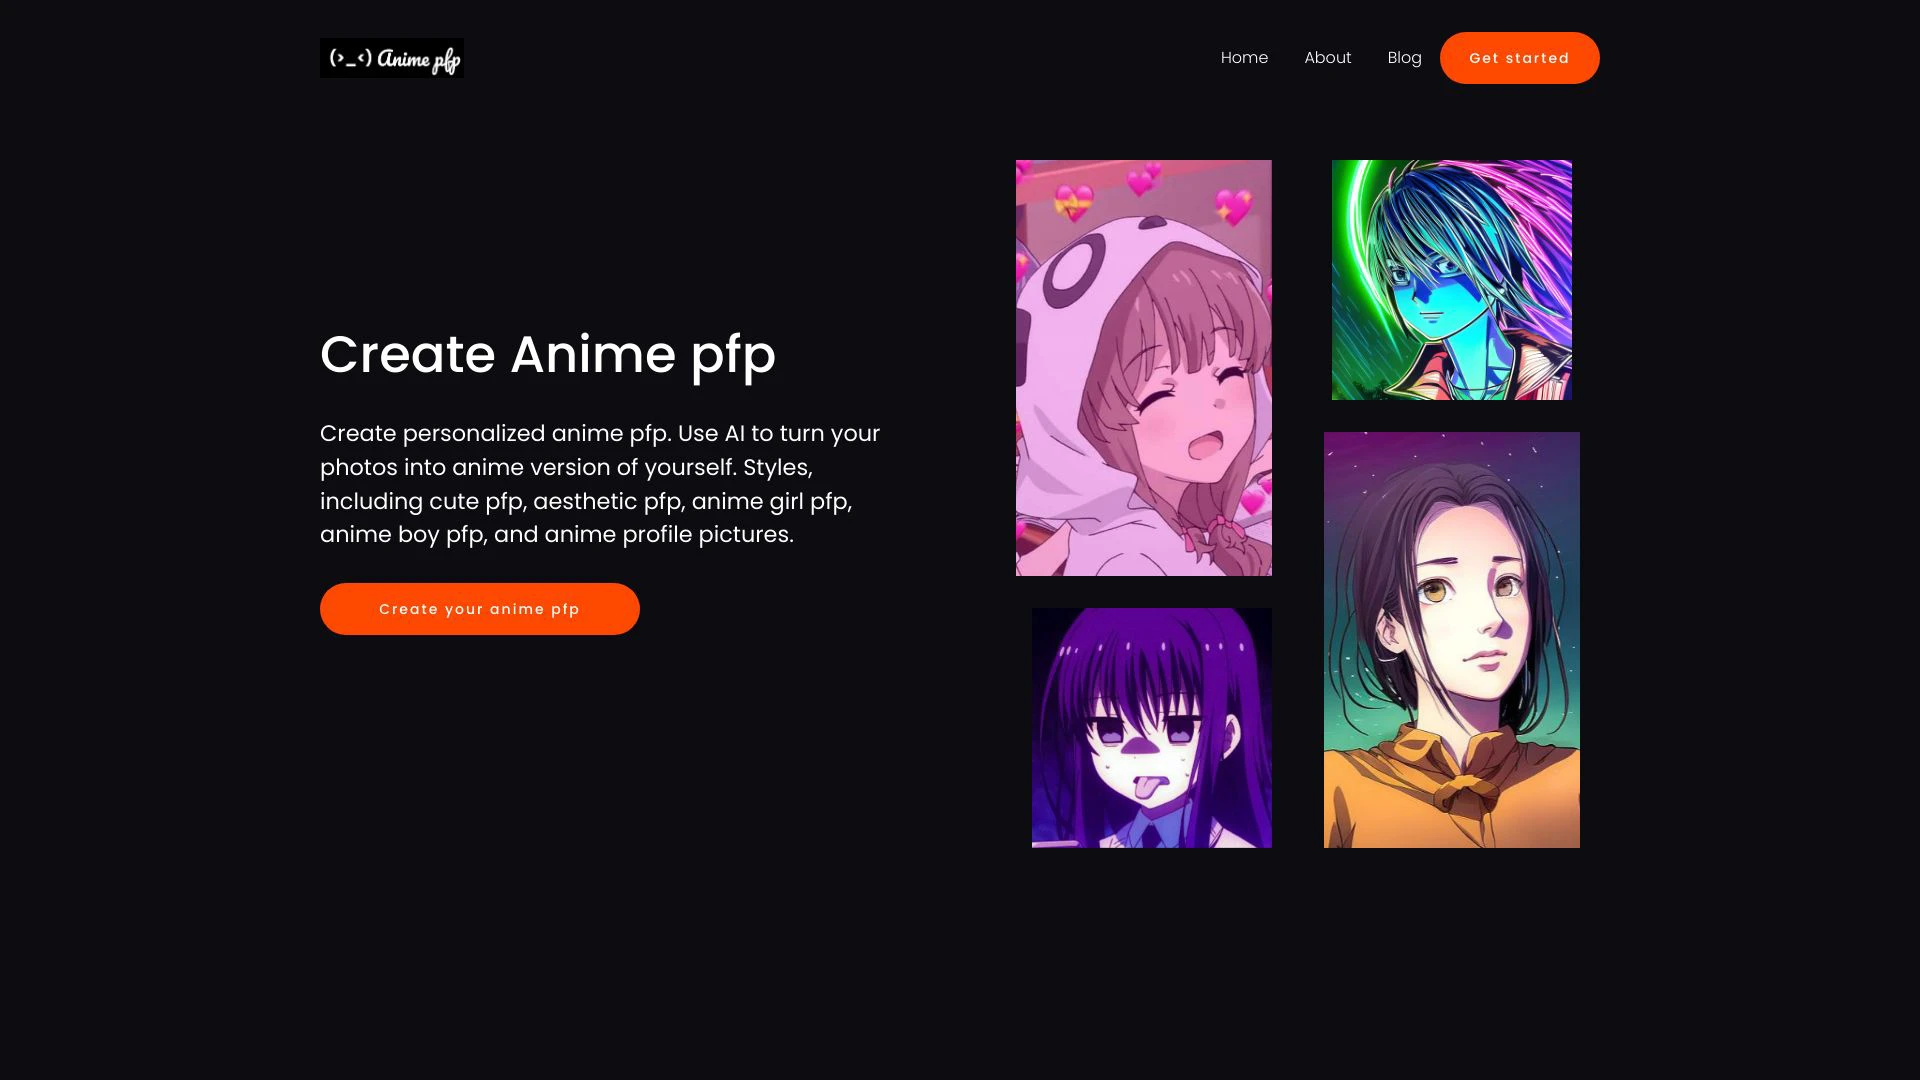 (>_<) Anime pfp
Home
About
Blog
Get started
Create Anime pfp
Create personalized anime pfp. Use AI to turn your
photos into anime version of yourself. Styles,
including cute pfp, aesthetic pfp, anime girl pfp,
anime boy pfp, and anime profile pictures.
Create your anime pfp